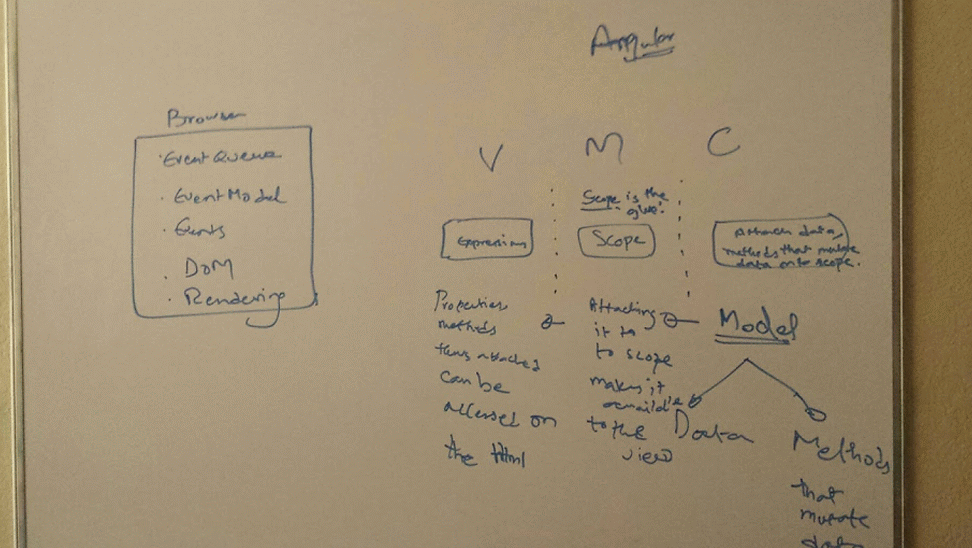 Angular
Browser
. Event Queue
. Event Model
. Events
. DOM
. Rendering
V M C
Scope is the
glue.
Expression
Scope
Attach data,
methods that mutate
data onto scope.
Properties
methods
thus attached
can be
accessed on
the Html
Attaching
it to
to scope
makes it
available
to the
view
Model
Data
Methods
that
mutate
data